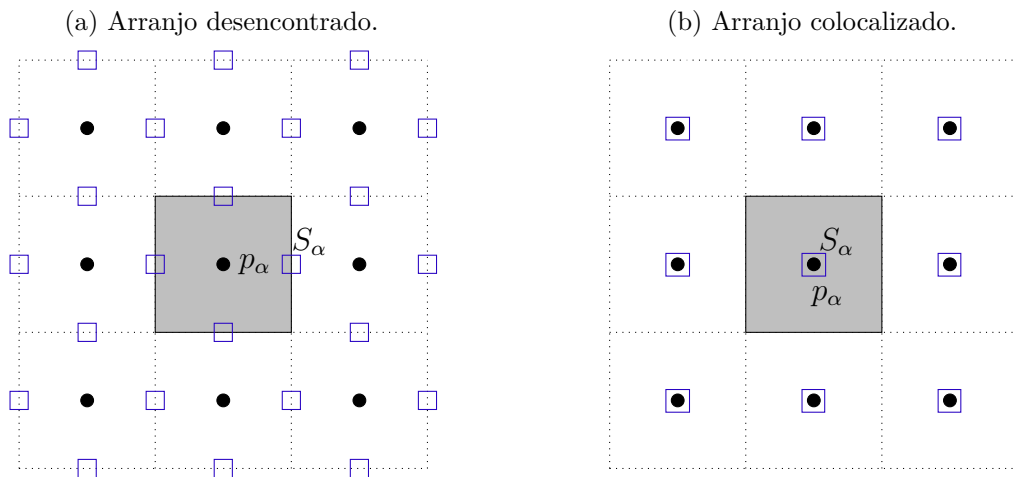 (a) Arranjo desencontrado.
(b) Arranjo colocalizado.
S_α
p_α
S_α
p_α